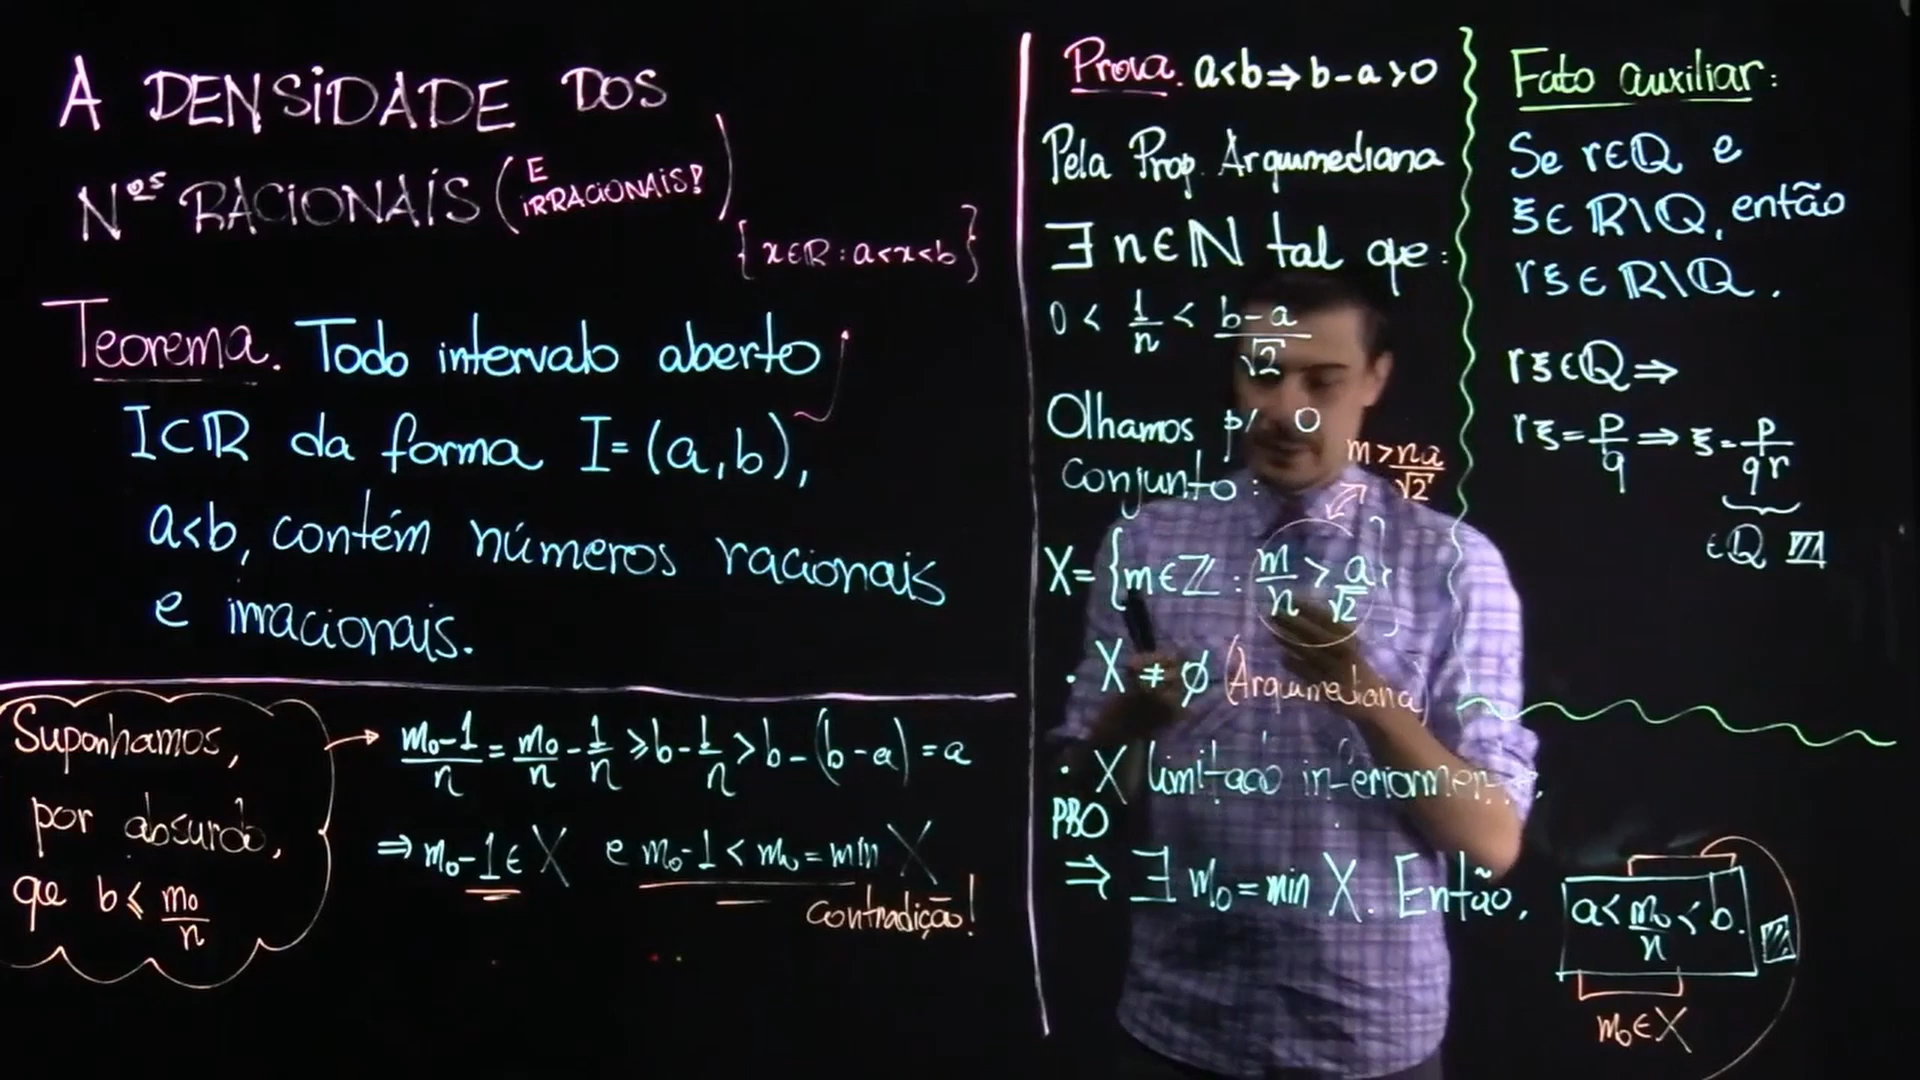 A DENSIDADE DOS
Nºs RACIONAIS (E IRRACIONAIS!)
{x∈ℝ : a<x<b}
Teorema. Todo intervalo aberto
I⊂ℝ da forma I=(a,b),
a<b, contém números racionais
e irracionais.
Suponhamos,
por absurdo,
que b ≤ m₀/n
→ (m₀-1)/n = m₀/n - 1/n ≥ b - 1/n > b - (b-a) = a
⇒ m₀-1 ∈ X e m₀-1 < m₀ = min X
contradição!
Prova. a<b ⇒ b-a>0
Pela Prop. Arquimediana
∃ n∈ℕ tal que:
0 < 1/n < (b-a)/√2
Olhamos p/ o
conjunto:
m > na/√2
X = {m∈ℤ : m/n > a/√2}
· X ≠ ∅ (Arquimediana)
· X limitado inferiormente.
PBO
⇒ ∃ m₀ = min X. Então,
a < m₀/n < b.
m₀∈X
Fato auxiliar:
Se r∈ℚ e
ξ∈ℝ\ℚ, então
rξ∈ℝ\ℚ.
rξ∈ℚ ⇒
rξ = p/q ⇒ ξ = p/qr
∈ℚ